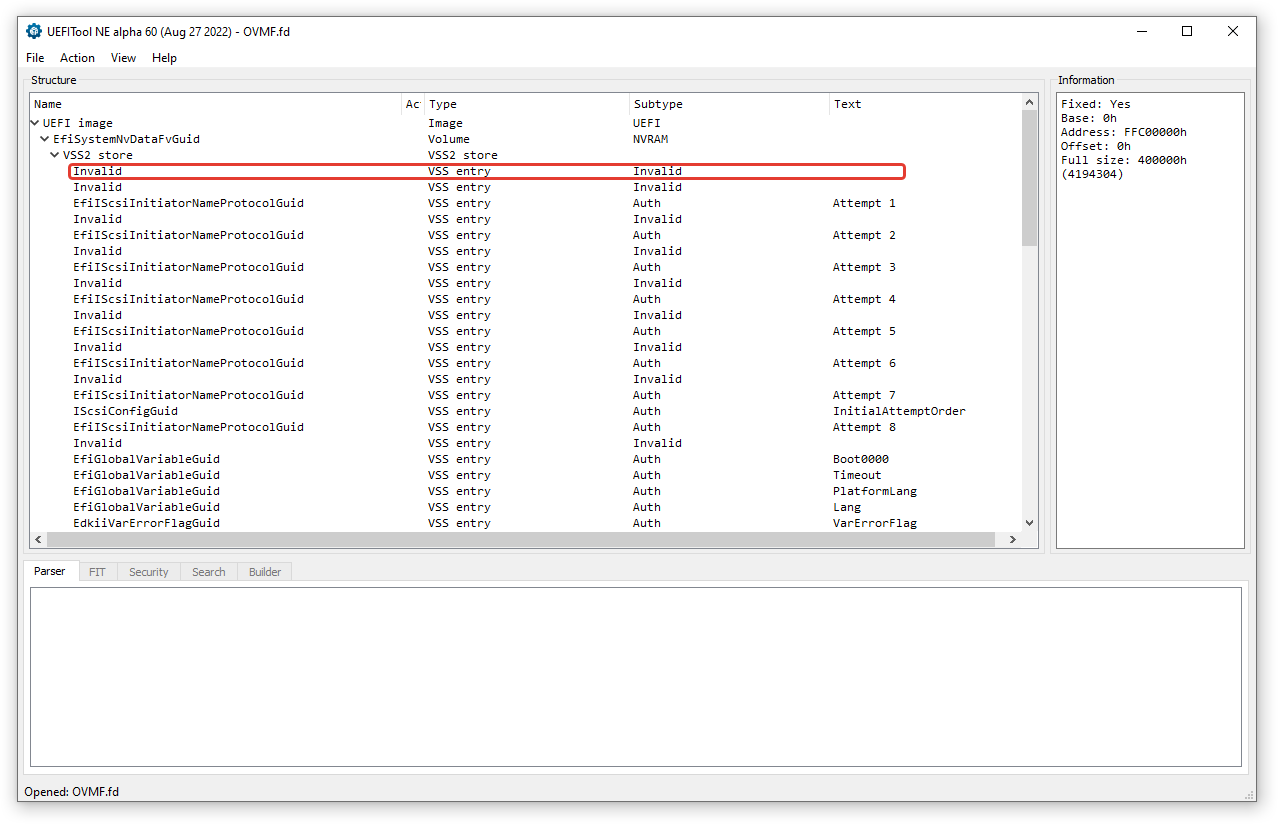 UEFITool NE alpha 60 (Aug 27 2022) - OVMF.fd
File Action View Help
Structure
Name Ac Type Subtype Text
UEFI image Image UEFI
EfiSystemNvDataFvGuid Volume NVRAM
VSS2 store VSS2 store
Invalid VSS entry Invalid
Invalid VSS entry Invalid
EfiIScsiInitiatorNameProtocolGuid VSS entry Auth Attempt 1
Invalid VSS entry Invalid
EfiIScsiInitiatorNameProtocolGuid VSS entry Auth Attempt 2
Invalid VSS entry Invalid
EfiIScsiInitiatorNameProtocolGuid VSS entry Auth Attempt 3
Invalid VSS entry Invalid
EfiIScsiInitiatorNameProtocolGuid VSS entry Auth Attempt 4
Invalid VSS entry Invalid
EfiIScsiInitiatorNameProtocolGuid VSS entry Auth Attempt 5
Invalid VSS entry Invalid
EfiIScsiInitiatorNameProtocolGuid VSS entry Auth Attempt 6
Invalid VSS entry Invalid
EfiIScsiInitiatorNameProtocolGuid VSS entry Auth Attempt 7
IScsiConfigGuid VSS entry Auth InitialAttemptOrder
EfiIScsiInitiatorNameProtocolGuid VSS entry Auth Attempt 8
Invalid VSS entry Invalid
EfiGlobalVariableGuid VSS entry Auth Boot0000
EfiGlobalVariableGuid VSS entry Auth Timeout
EfiGlobalVariableGuid VSS entry Auth PlatformLang
EfiGlobalVariableGuid VSS entry Auth Lang
EdkiiVarErrorFlagGuid VSS entry Auth VarErrorFlag
Information
Fixed: Yes
Base: 0h
Address: FFC00000h
Offset: 0h
Full size: 400000h
(4194304)
Parser FIT Security Search Builder
Opened: OVMF.fd